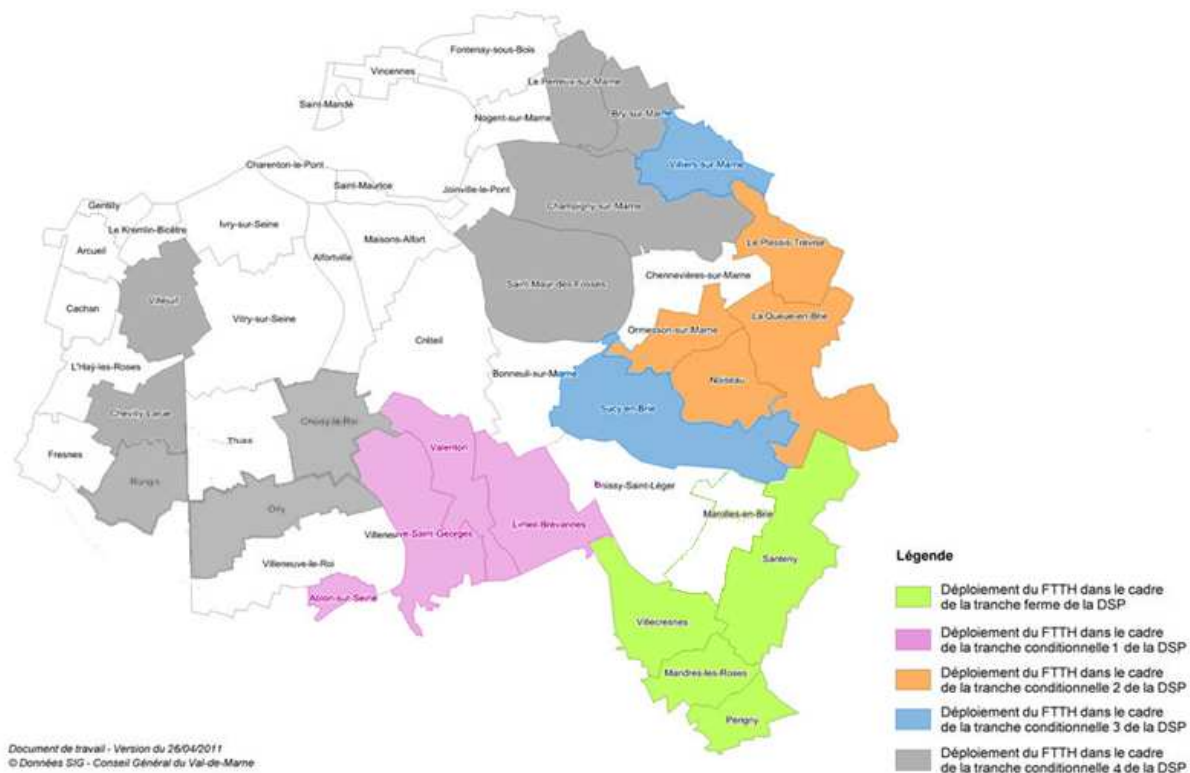 Fontenay-sous-Bois
Vincennes
Le Perreux-sur-Marne
Saint-Mandé
Nogent-sur-Marne
Bry-sur-Marne
Charenton-le-Pont
Villiers-sur-Marne
Saint-Maurice
Joinville-le-Pont
Gentilly
Champigny-sur-Marne
Le Kremlin-Bicêtre
Ivry-sur-Seine
Arcueil
Maisons-Alfort
Le Plessis-Trévise
Alfortville
Chennevières-sur-Marne
Saint-Maur-des-Fossés
Cachan
Villejuif
Vitry-sur-Seine
La Queue-en-Brie
Ormesson-sur-Marne
Créteil
L'Haÿ-les-Roses
Bonneuil-sur-Marne
Noiseau
Sucy-en-Brie
Chevilly-Larue
Choisy-le-Roi
Thiais
Valenton
Fresnes
Rungis
Boissy-Saint-Léger
Orly
Marolles-en-Brie
Limeil-Brévannes
Villeneuve-Saint-Georges
Villeneuve-le-Roi
Santeny
Ablon-sur-Seine
Villecresnes
Mandres-les-Roses
Périgny
Légende
Déploiement du FTTH dans le cadre
de la tranche ferme de la DSP
Déploiement du FTTH dans le cadre
de la tranche conditionnelle 1 de la DSP
Déploiement du FTTH dans le cadre
de la tranche conditionnelle 2 de la DSP
Déploiement du FTTH dans le cadre
de la tranche conditionnelle 3 de la DSP
Déploiement du FTTH dans le cadre
de la tranche conditionnelle 4 de la DSP
Document de travail - Version du 26/04/2011
© Données SIG - Conseil Général du Val-de-Marne